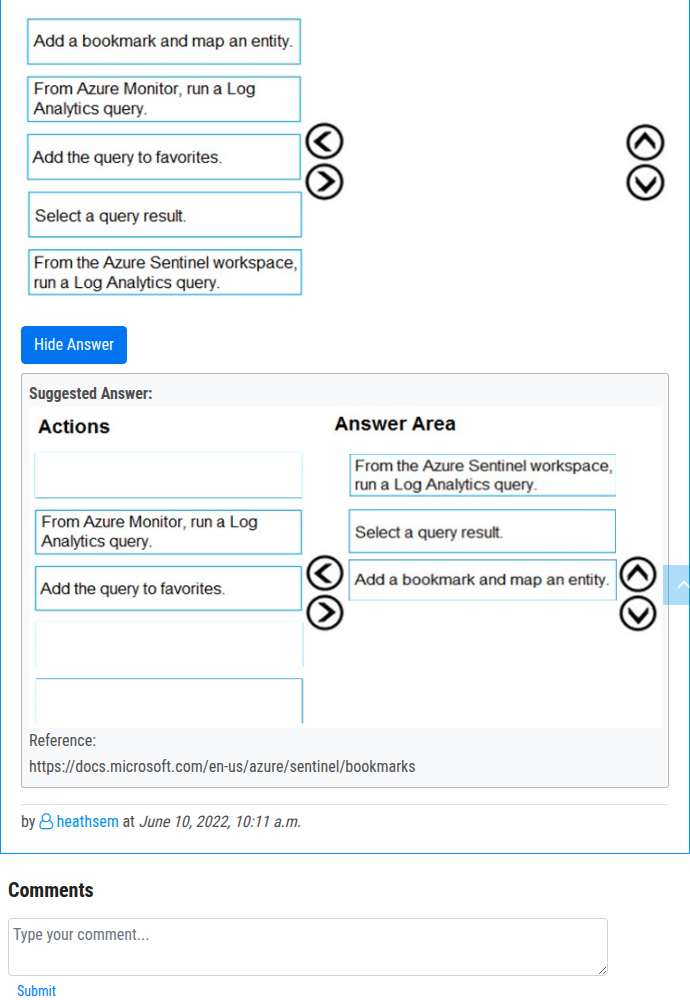 Add a bookmark and map an entity.
From Azure Monitor, run a Log
Analytics query.
Add the query to favorites.
Select a query result.
From the Azure Sentinel workspace,
run a Log Analytics query.
Hide Answer
Suggested Answer:
Actions
Answer Area
From the Azure Sentinel workspace,
run a Log Analytics query.
From Azure Monitor, run a Log
Analytics query.
Select a query result.
Add the query to favorites.
Add a bookmark and map an entity.
Reference:
https://docs.microsoft.com/en-us/azure/sentinel/bookmarks
by heathsem at June 10, 2022, 10:11 a.m.
Comments
Type your comment...
Submit